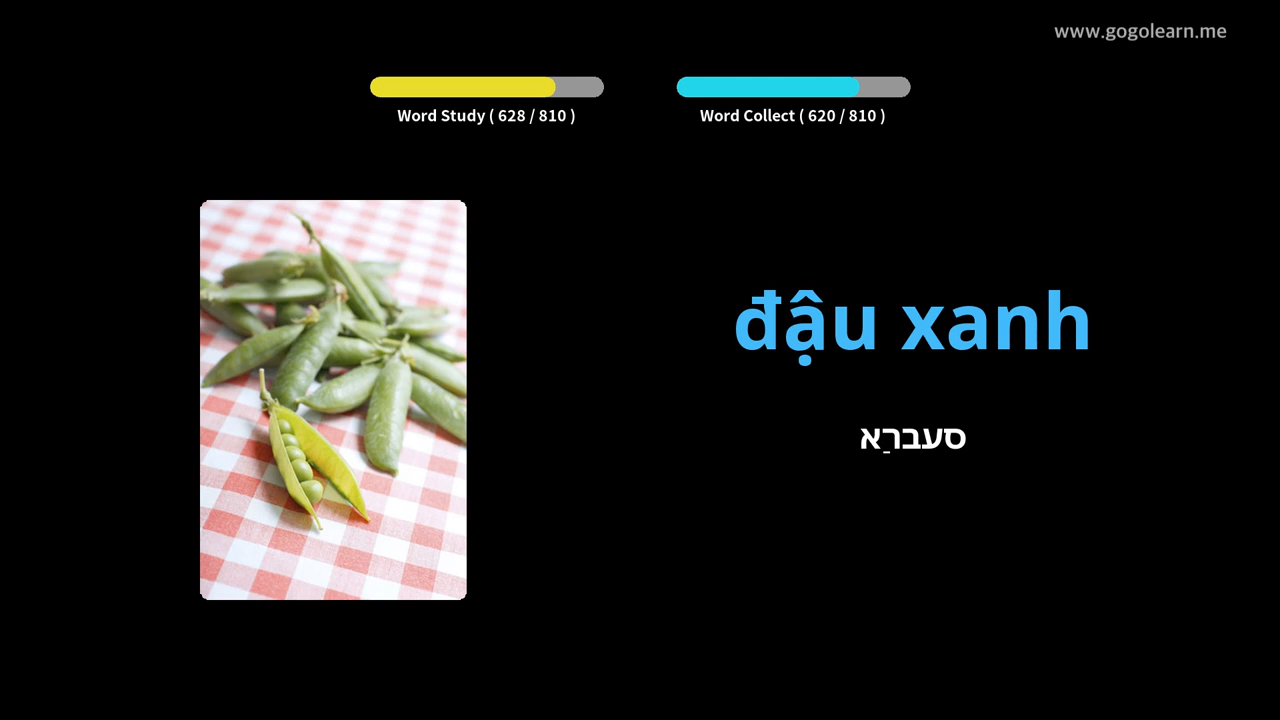 www.gogolearn.me
Word Study ( 628 / 810 )
Word Collect ( 620 / 810 )
đậu xanh
סעברַא